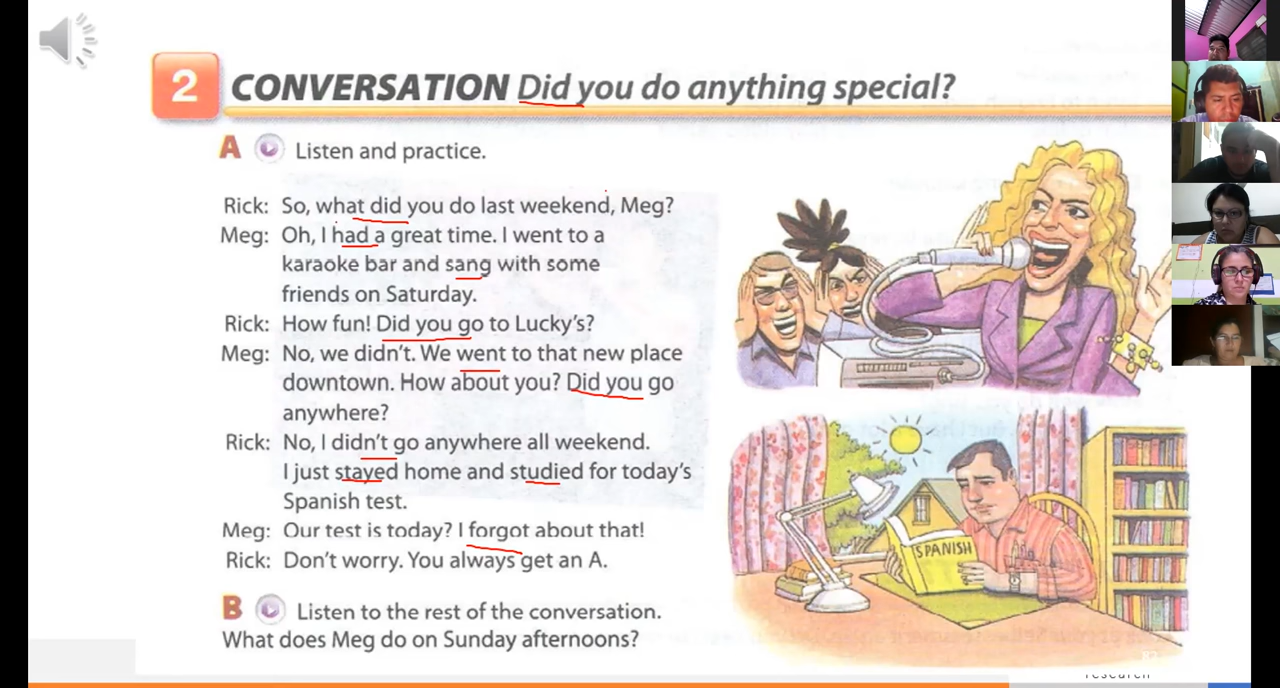 2 CONVERSATION Did you do anything special?
A Listen and practice.
Rick: So, what did you do last weekend, Meg?
Meg: Oh, I had a great time. I went to a
karaoke bar and sang with some
friends on Saturday.
Rick: How fun! Did you go to Lucky's?
Meg: No, we didn't. We went to that new place
downtown. How about you? Did you go
anywhere?
Rick: No, I didn't go anywhere all weekend.
I just stayed home and studied for today's
Spanish test.
Meg: Our test is today? I forgot about that!
Rick: Don't worry. You always get an A.
SPANISH
B Listen to the rest of the conversation.
What does Meg do on Sunday afternoons?
research